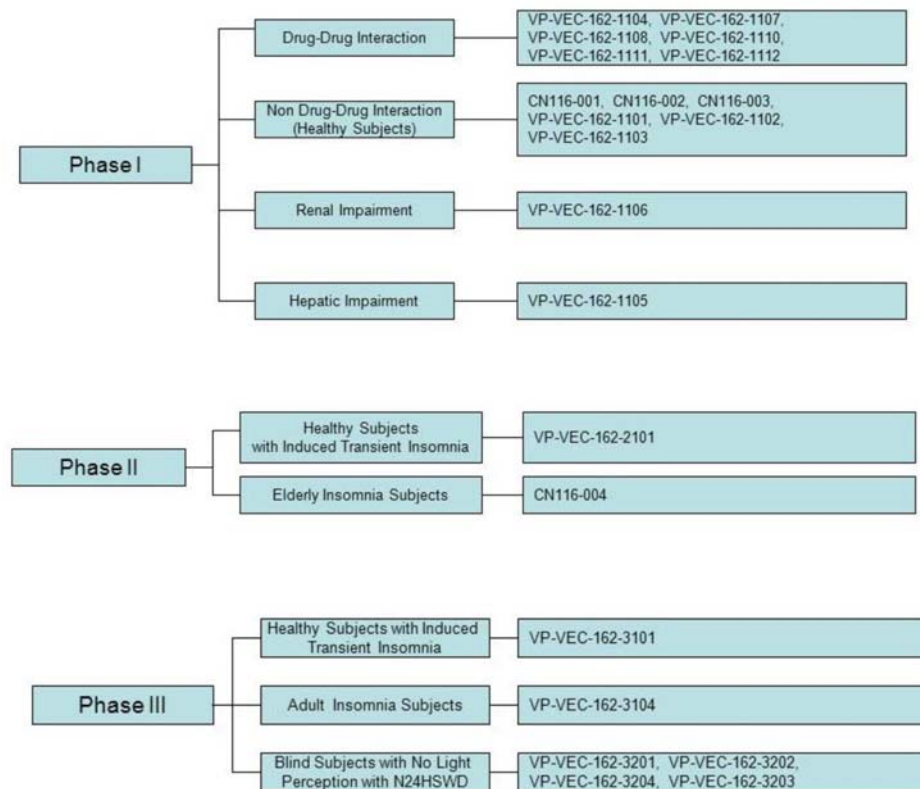 Phase I
Drug-Drug Interaction
VP-VEC-162-1104, VP-VEC-162-1107,
VP-VEC-162-1108, VP-VEC-162-1110,
VP-VEC-162-1111, VP-VEC-162-1112
Non Drug-Drug Interaction
(Healthy Subjects)
CN116-001, CN116-002, CN116-003,
VP-VEC-162-1101, VP-VEC-162-1102,
VP-VEC-162-1103
Renal Impairment
VP-VEC-162-1106
Hepatic Impairment
VP-VEC-162-1105
Phase II
Healthy Subjects
with Induced Transient Insomnia
VP-VEC-162-2101
Elderly Insomnia Subjects
CN116-004
Phase III
Healthy Subjects with Induced
Transient Insomnia
VP-VEC-162-3101
Adult Insomnia Subjects
VP-VEC-162-3104
Blind Subjects with No Light
Perception with N24HSWD
VP-VEC-162-3201, VP-VEC-162-3202,
VP-VEC-162-3204, VP-VEC-162-3203